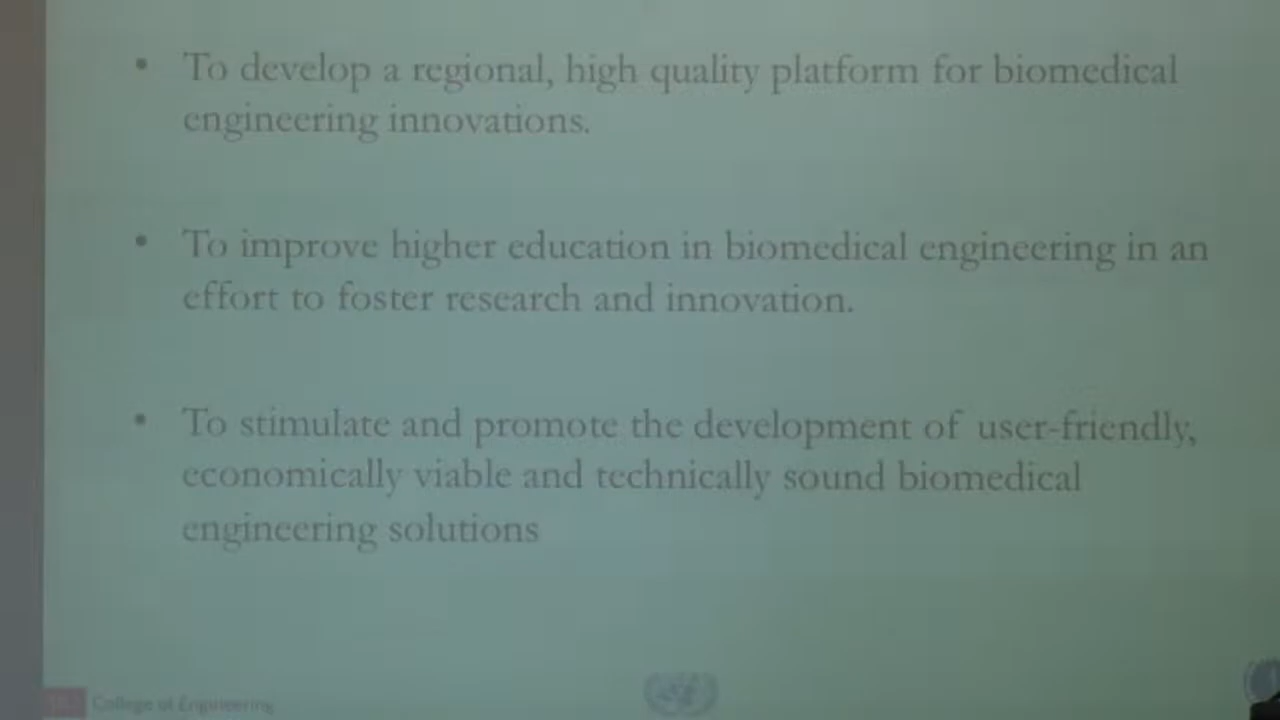 • To develop a regional, high quality platform for biomedical
engineering innovations.
• To improve higher education in biomedical engineering in an
effort to foster research and innovation.
• To stimulate and promote the development of user-friendly,
economically viable and technically sound biomedical
engineering solutions
College of Engineering